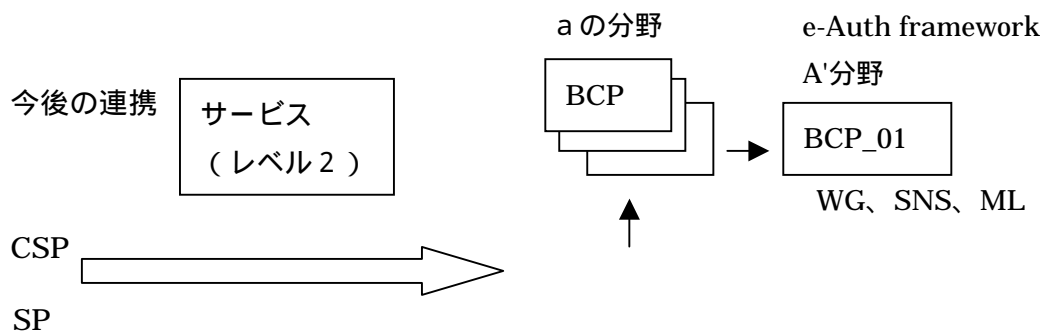 aの分野
e-Auth framework
A'分野
今後の連携
サービス
(レベル2)
BCP
BCP_01
WG、SNS、ML
CSP
SP